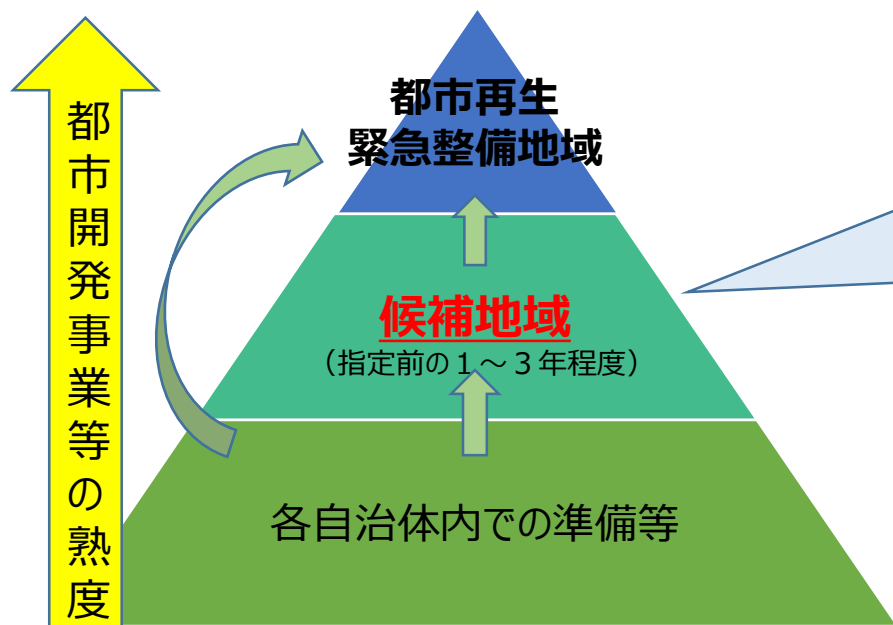 都市開発事業等の熟度
都市再生
緊急整備地域
候補地域
（指定前の１～３年程度）
各自治体内での準備等